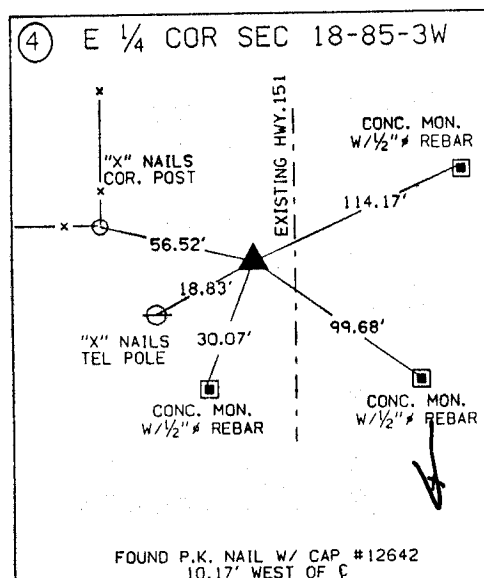 4 E 1/4 COR SEC 18-85-3W
"X" NAILS
COR. POST
EXISTING HWY.151
CONC. MON.
W/1/2"ø REBAR
56.52'
114.17'
18.83'
30.07'
99.68'
"X" NAILS
TEL POLE
CONC. MON.
W/1/2"ø REBAR
CONC. MON.
W/1/2"ø REBAR
FOUND P.K. NAIL W/ CAP #12642
10.17' WEST OF ℄